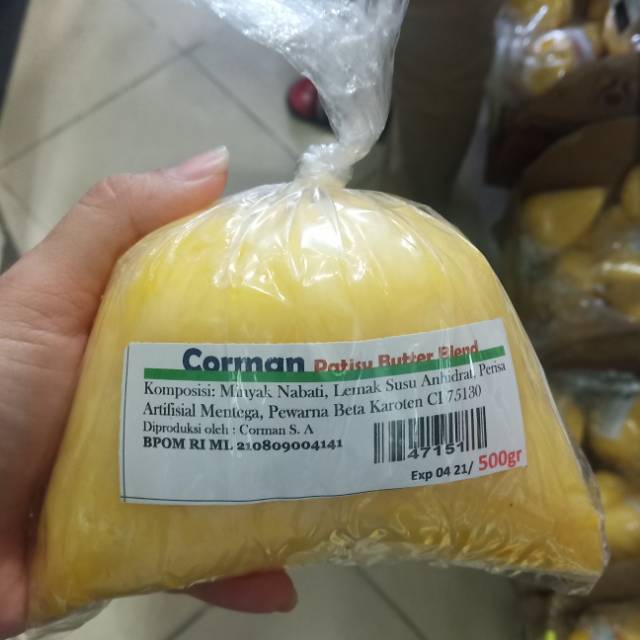 Corman Patisy Butter Blend
Komposisi: Minyak Nabati, Lemak Susu Anhidrat, Perisa
Artifisial Mentega, Pewarna Beta Karoten CI 75130
Diproduksi oleh : Corman S. A
BPOM RI ML 210809004141
47151
Exp 04 21/ 500gr